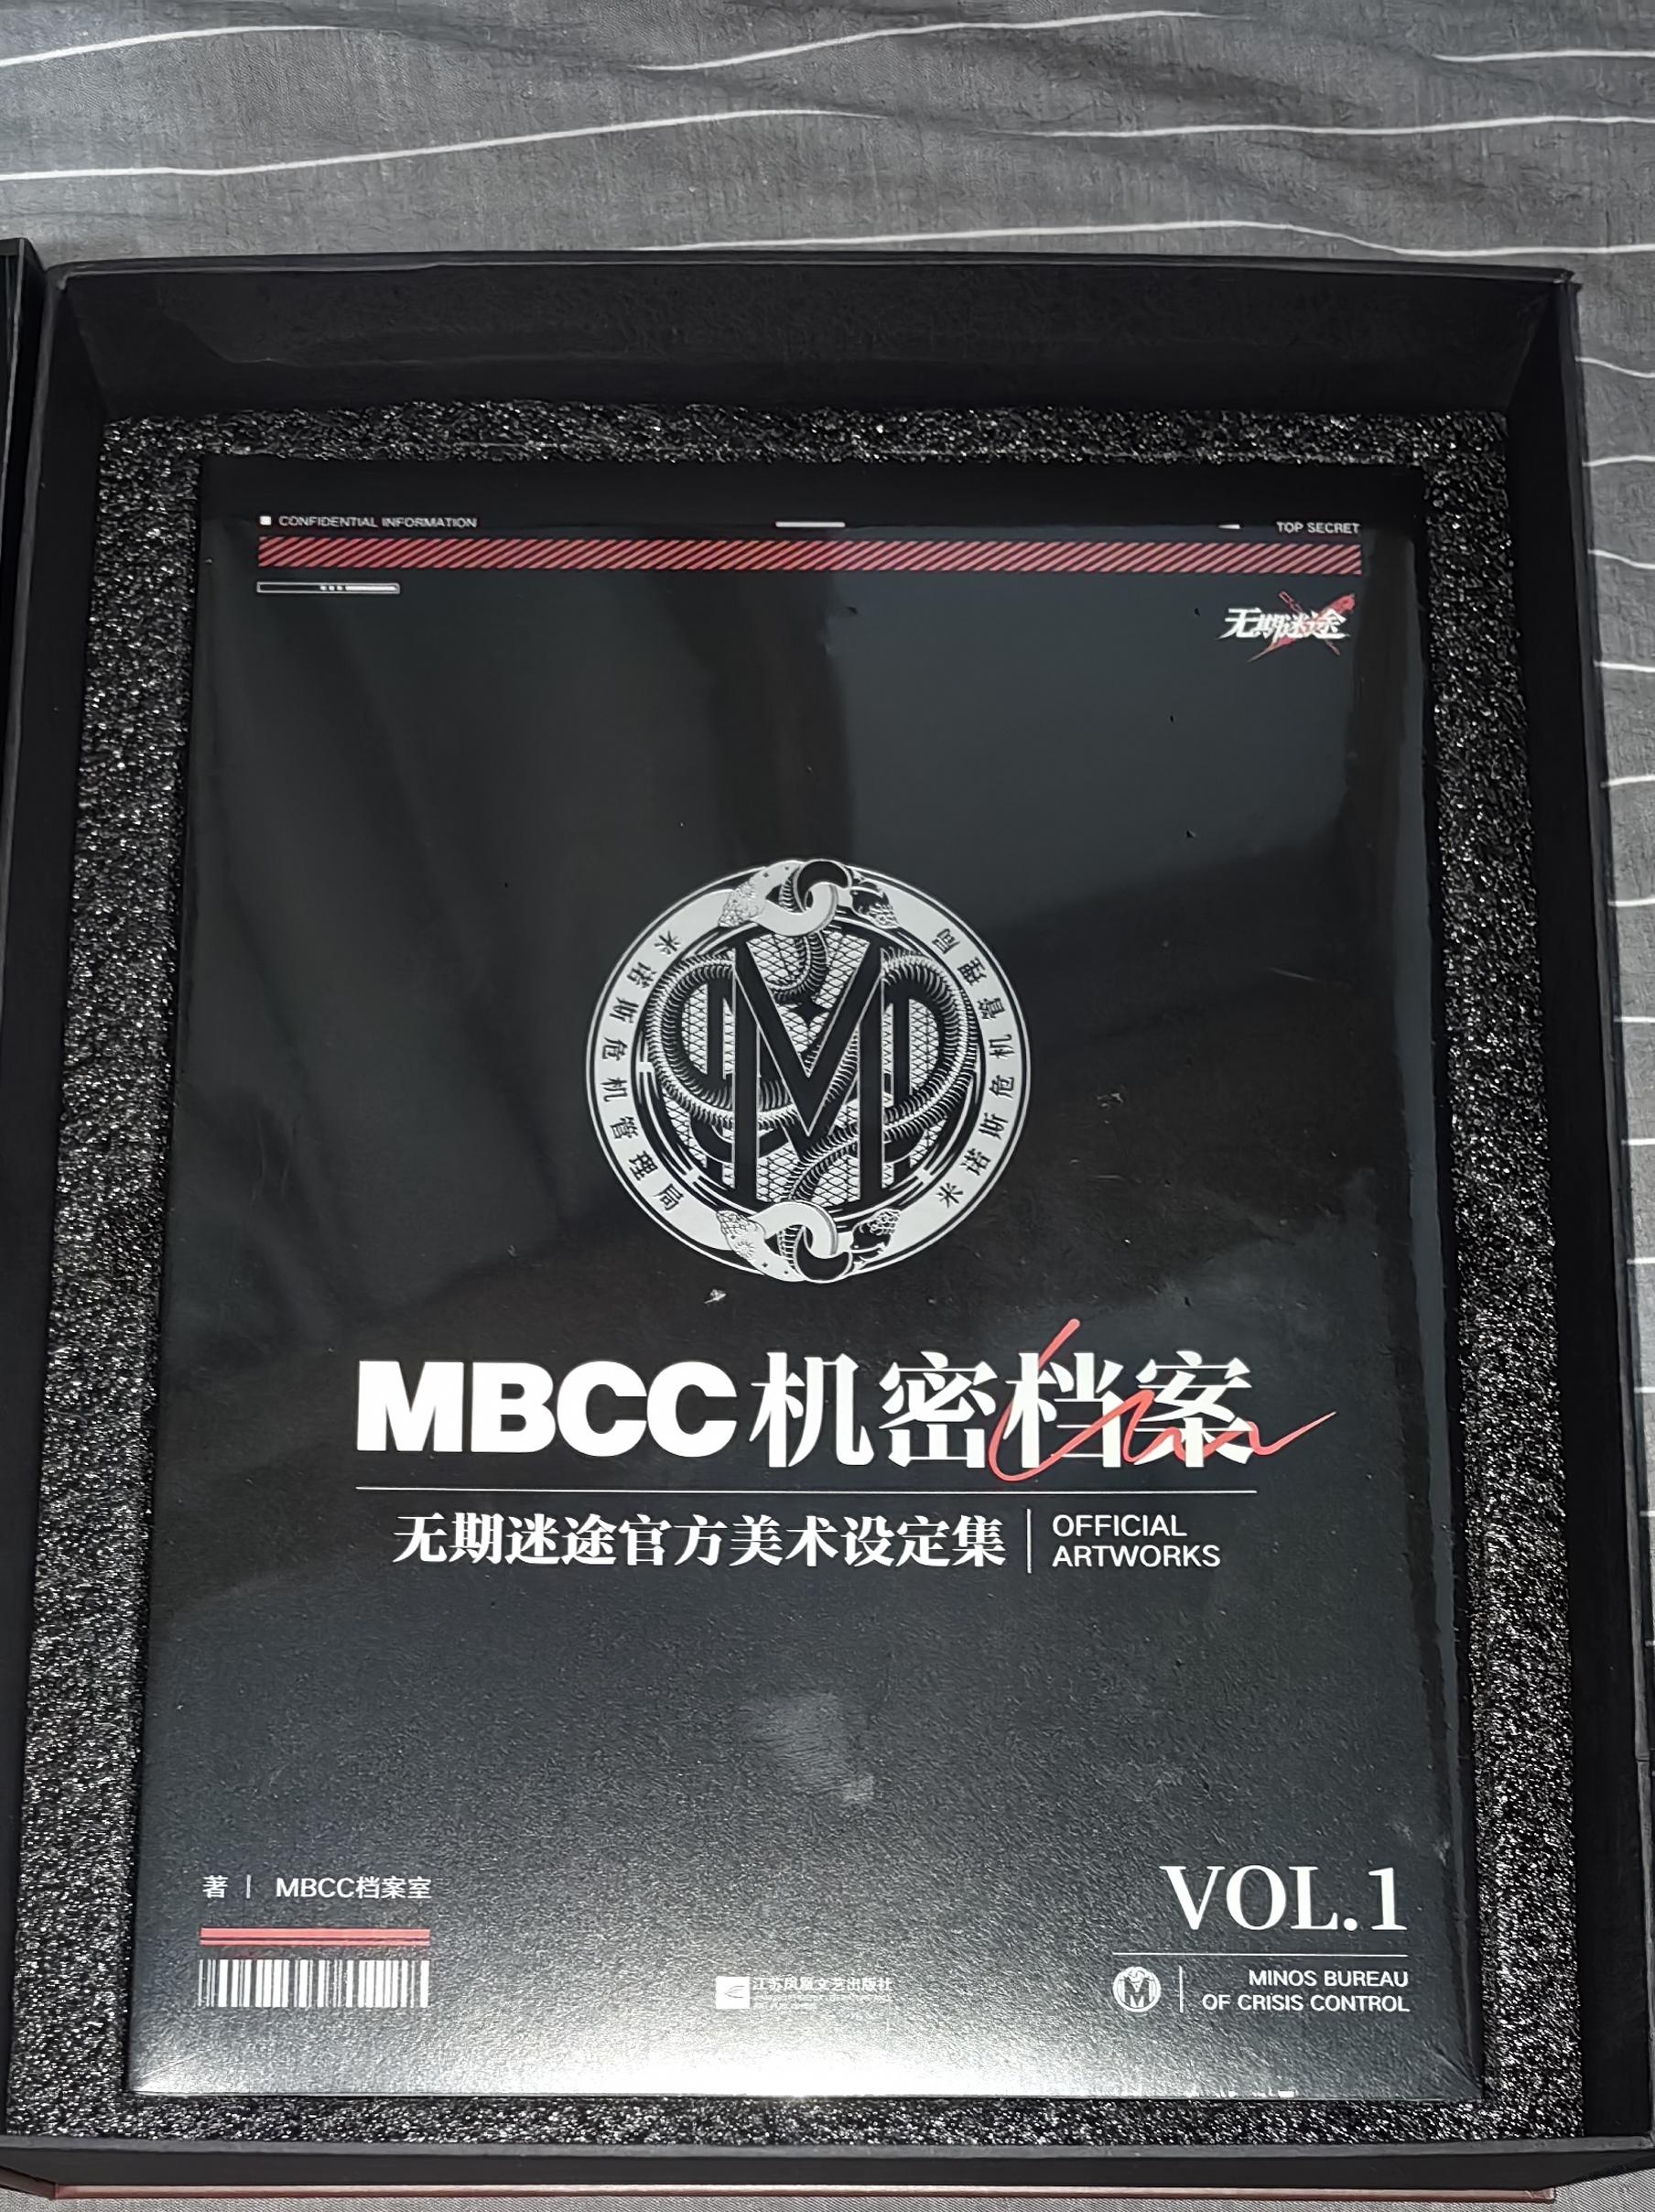 CONFIDENTIAL INFORMATION
TOP SECRET
无期迷途
米诺斯危机管理局
米诺斯危机管理局
M
MBCC机密档案
无期迷途官方美术设定集
OFFICIAL
ARTWORKS
著 | MBCC档案室
VOL.1
江苏凤凰文艺出版社
MINOS BUREAU
OF CRISIS CONTROL